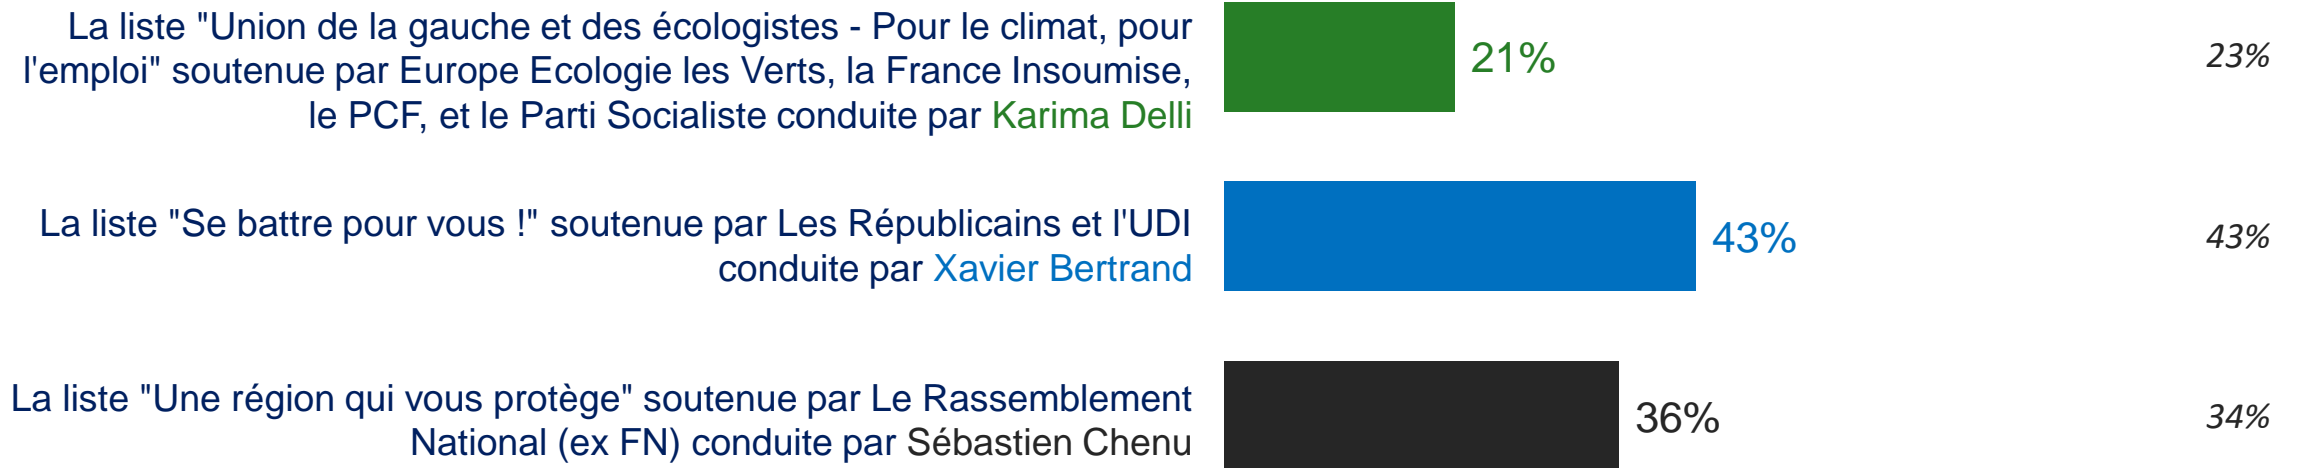 La liste "Union de la gauche et des écologistes - Pour le climat, pour
l'emploi" soutenue par Europe Ecologie les Verts, la France Insoumise,
le PCF, et le Parti Socialiste conduite par Karima Delli
21%
23%
La liste "Se battre pour vous !" soutenue par Les Républicains et l'UDI
conduite par Xavier Bertrand
43%
43%
La liste "Une région qui vous protège" soutenue par Le Rassemblement
National (ex FN) conduite par Sébastien Chenu
36%
34%